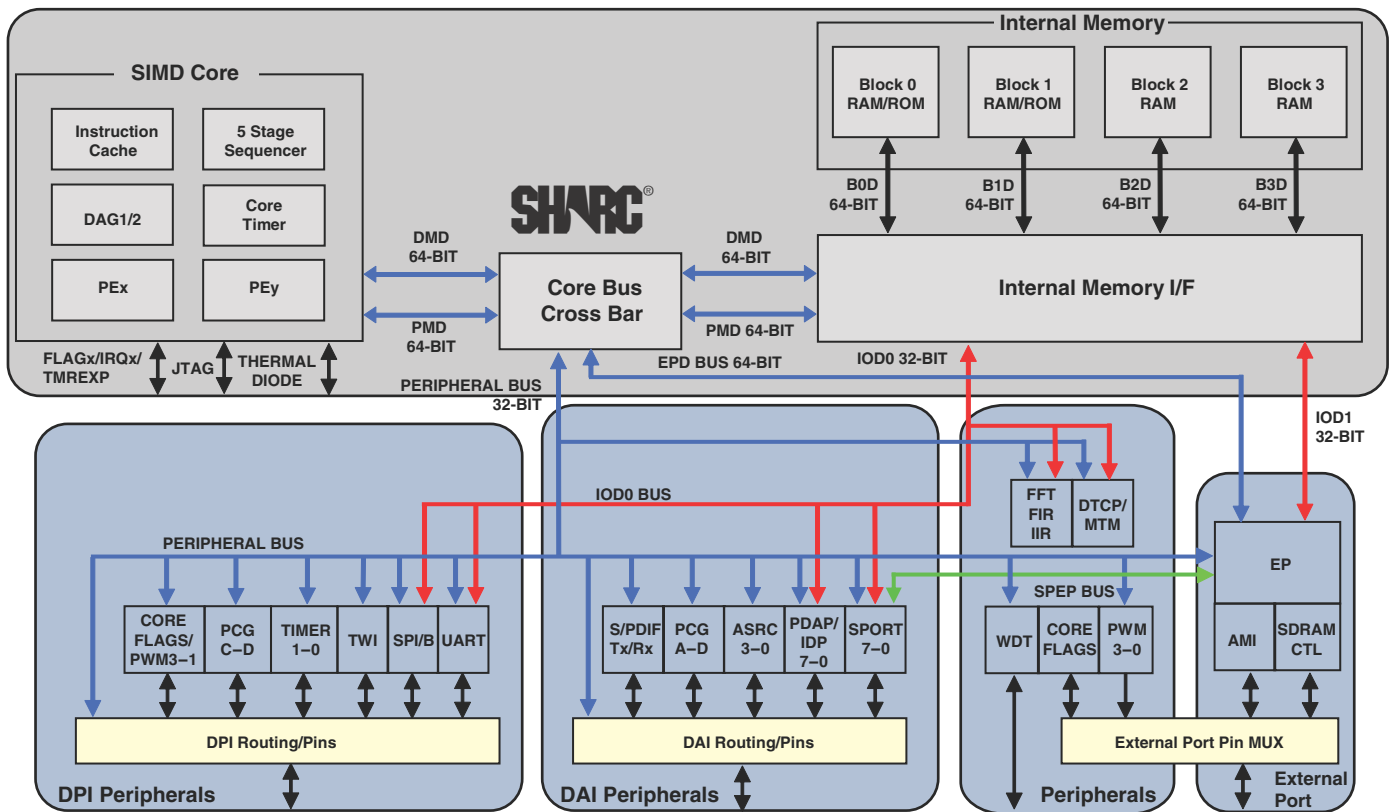 Internal Memory
SIMD Core
Block 0
RAM/ROM
Block 1
RAM/ROM
Block 2
RAM
Block 3
RAM
Instruction
Cache
5 Stage
Sequencer
DAG1/2
Core
Timer
PEx
PEy
B0D
64-BIT
B1D
64-BIT
B2D
64-BIT
B3D
64-BIT
SHARC®
DMD
64-BIT
DMD
64-BIT
Core Bus
Cross Bar
Internal Memory I/F
PMD
64-BIT
PMD 64-BIT
FLAGx/IRQx/
TMREXP
JTAG
THERMAL
DIODE
EPD BUS 64-BIT
IOD0 32-BIT
PERIPHERAL BUS
32-BIT
IOD1
32-BIT
IOD0 BUS
FFT
FIR
IIR
DTCP/
MTM
PERIPHERAL BUS
EP
SPEP BUS
CORE
FLAGS/
PWM3–1
PCG
C–D
TIMER
1–0
TWI
SPI/B
UART
S/PDIF
Tx/Rx
PCG
A–D
ASRC
3–0
PDAP/
IDP
7–0
SPORT
7–0
WDT
CORE
FLAGS
PWM
3–0
AMI
SDRAM
CTL
DPI Routing/Pins
DAI Routing/Pins
External Port Pin MUX
DPI Peripherals
DAI Peripherals
Peripherals
External
Port